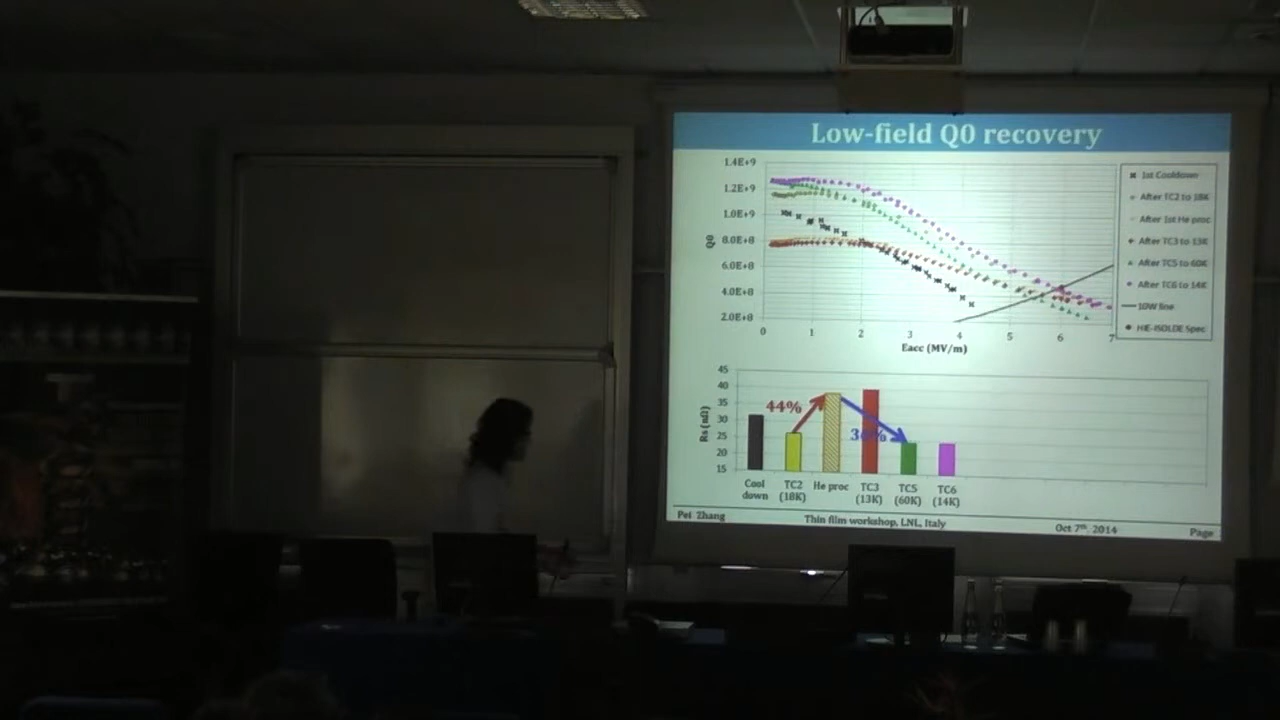 Low-field Q0 recovery
1.4E+9
1.2E+9
1.0E+9
8.0E+8
6.0E+8
4.0E+8
2.0E+8
Q0
0 1 2 3 4 5 6 7
Eacc (MV/m)
1st Cooldown
After TC2 to 18K
After 1st He proc
After TC3 to 13K
After TC5 to 60K
After TC6 to 14K
10W line
HIE-ISOLDE Spec
45
40
35
30
25
20
15
Rs (nΩ)
44%
Cool down
TC2 (18K)
He proc
TC3 (13K)
TC5 (60K)
TC6 (14K)
Pei Zhang
Thin film workshop, LNL, Italy
Oct 7th, 2014
Page